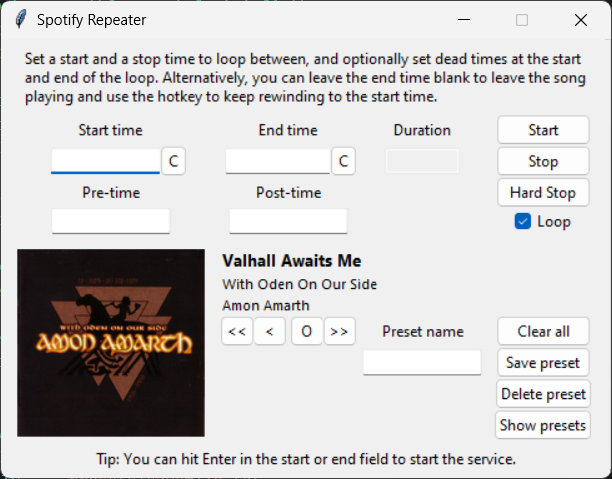 Spotify Repeater
Set a start and a stop time to loop between, and optionally set dead times at the start
and end of the loop. Alternatively, you can leave the end time blank to leave the song
playing and use the hotkey to keep rewinding to the start time.
Start time End time Duration Start
C C Stop
Pre-time Post-time Hard Stop
Loop
Valhall Awaits Me
With Oden On Our Side
Amon Amarth
<< < O >> Preset name Clear all
Save preset
Delete preset
Show presets
WITH ODEN ON OUR SIDE
AMON AMARTH
Tip: You can hit Enter in the start or end field to start the service.